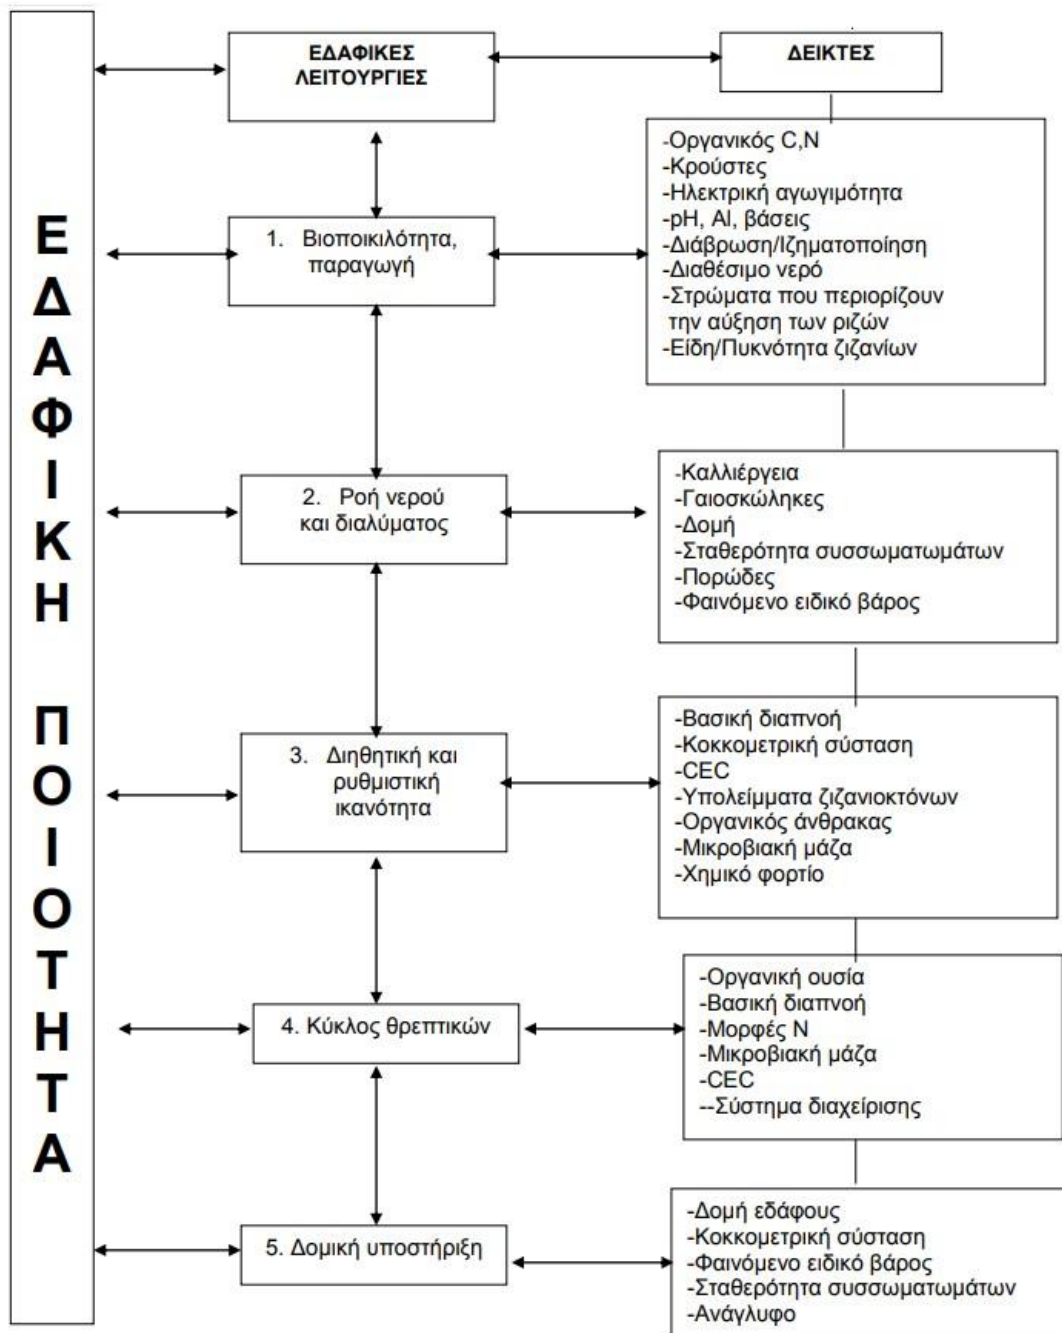 ΕΔΑΦΙΚΗ ΠΟΙΟΤΗΤΑ
ΕΔΑΦΙΚΕΣ
ΛΕΙΤΟΥΡΓΙΕΣ
ΔΕΙΚΤΕΣ
1. Βιοποικιλότητα,
παραγωγή
-Οργανικός C,N
-Κρούστες
-Ηλεκτρική αγωγιμότητα
-pH, Al, βάσεις
-Διάβρωση/Ιζηματοποίηση
-Διαθέσιμο νερό
-Στρώματα που περιορίζουν
την αύξηση των ριζών
-Είδη/Πυκνότητα ζιζανίων
2. Ροή νερού
και διαλύματος
-Καλλιέργεια
-Γαιοσκώληκες
-Δομή
-Σταθερότητα συσσωματωμάτων
-Πορώδες
-Φαινόμενο ειδικό βάρος
3. Διηθητική και
ρυθμιστική
ικανότητα
-Βασική διαπνοή
-Κοκκομετρική σύσταση
-CEC
-Υπολείμματα ζιζανιοκτόνων
-Οργανικός άνθρακας
-Μικροβιακή μάζα
-Χημικό φορτίο
4. Κύκλος θρεπτικών
-Οργανική ουσία
-Βασική διαπνοή
-Μορφές Ν
-Μικροβιακή μάζα
-CEC
--Σύστημα διαχείρισης
5. Δομική υποστήριξη
-Δομή εδάφους
-Κοκκομετρική σύσταση
-Φαινόμενο ειδικό βάρος
-Σταθερότητα συσσωματωμάτων
-Ανάγλυφο